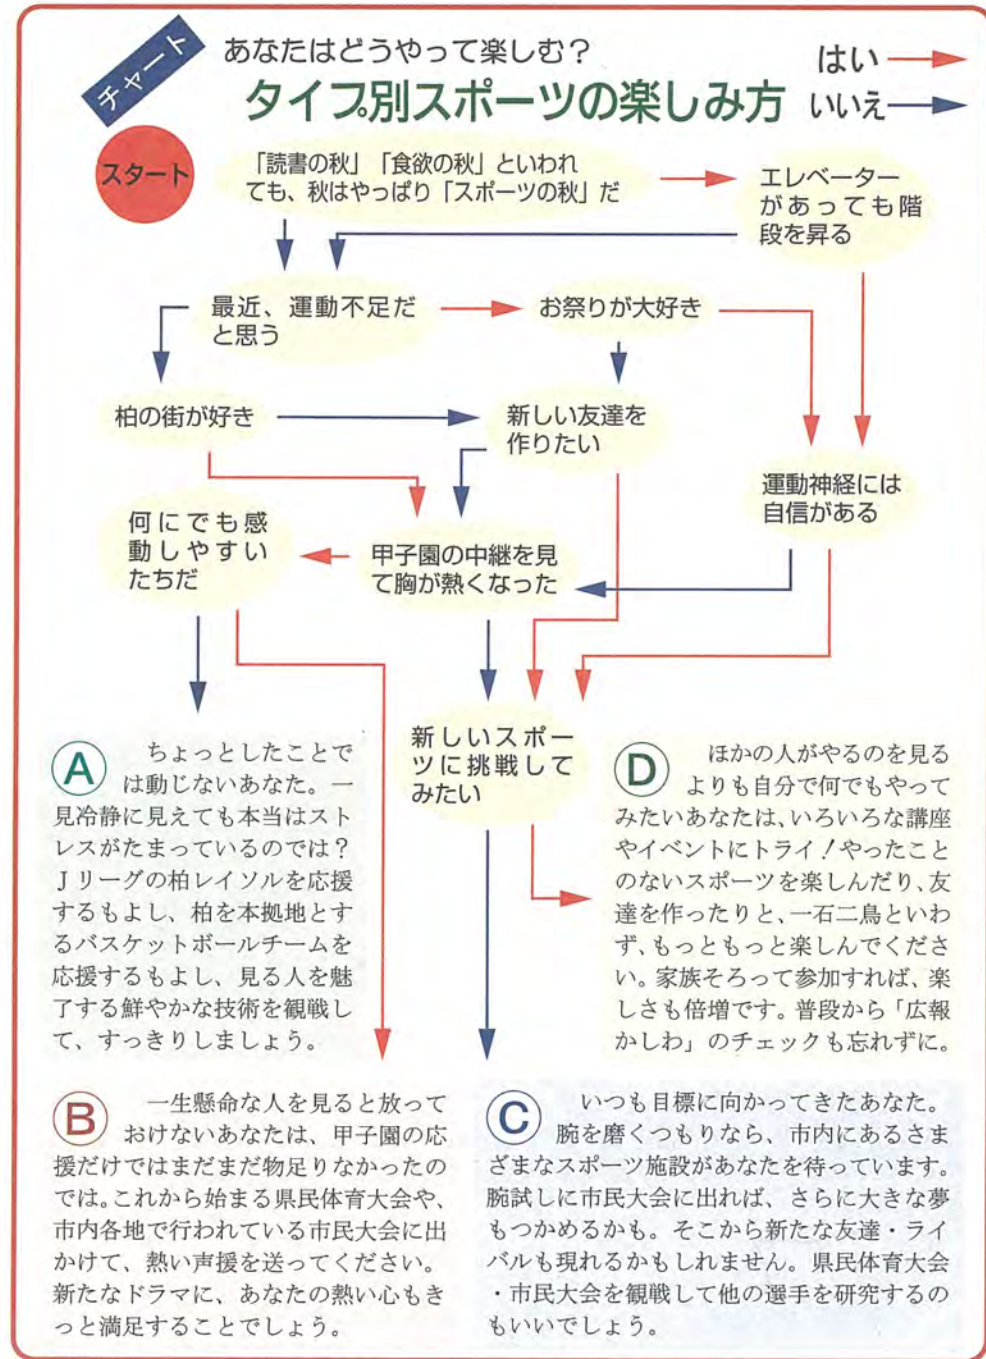 チャート
あなたはどうやって楽しむ?
タイプ別スポーツの楽しみ方
はい
いいえ
スタート
「読書の秋」「食欲の秋」といわれ
ても、秋はやっぱり「スポーツの秋」だ
エレベーター
があっても階
段を昇る
最近、運動不足だ
と思う
お祭りが大好き
柏の街が好き
新しい友達を
作りたい
運動神経には
自信がある
何にでも感
動しやすい
たちだ
甲子園の中継を見
て胸が熱くなった
新しいスポー
ツに挑戦して
みたい
A
ちょっとしたことで
は動じないあなた。一
見冷静に見えても本当はスト
レスがたまっているのでは?
Jリーグの柏レイソルを応援
するもよし、柏を本拠地とす
るバスケットボールチームを
応援するもよし、見る人を魅
了する鮮やかな技術を観戦し
て、すっきりしましょう。
D
ほかの人がやるのを見る
よりも自分で何でもやって
みたいあなたは、いろいろな講座
やイベントにトライ!やったこと
のないスポーツを楽しんだり、友
達を作ったりと、一石二鳥といわ
ず、もっともっと楽しんでくださ
い。家族そろって参加すれば、楽
しさも倍増です。普段から「広報
かしわ」のチェックも忘れずに。
B
一生懸命な人を見ると放って
おけないあなたは、甲子園の応
援だけではまだまだ物足りなかったの
では。これから始まる県民体育大会や、
市内各地で行われている市民大会に出
かけて、熱い声援を送ってください。
新たなドラマに、あなたの熱い心もき
っと満足することでしょう。
C
いつも目標に向かってきたあなた。
腕を磨くつもりなら、市内にあるさま
ざまなスポーツ施設があなたを待っています。
腕試しに市民大会に出れば、さらに大きな夢
もつかめるかも。そこから新たな友達・ライ
バルも現れるかもしれません。県民体育大会
・市民大会を観戦して他の選手を研究するの
もいいでしょう。